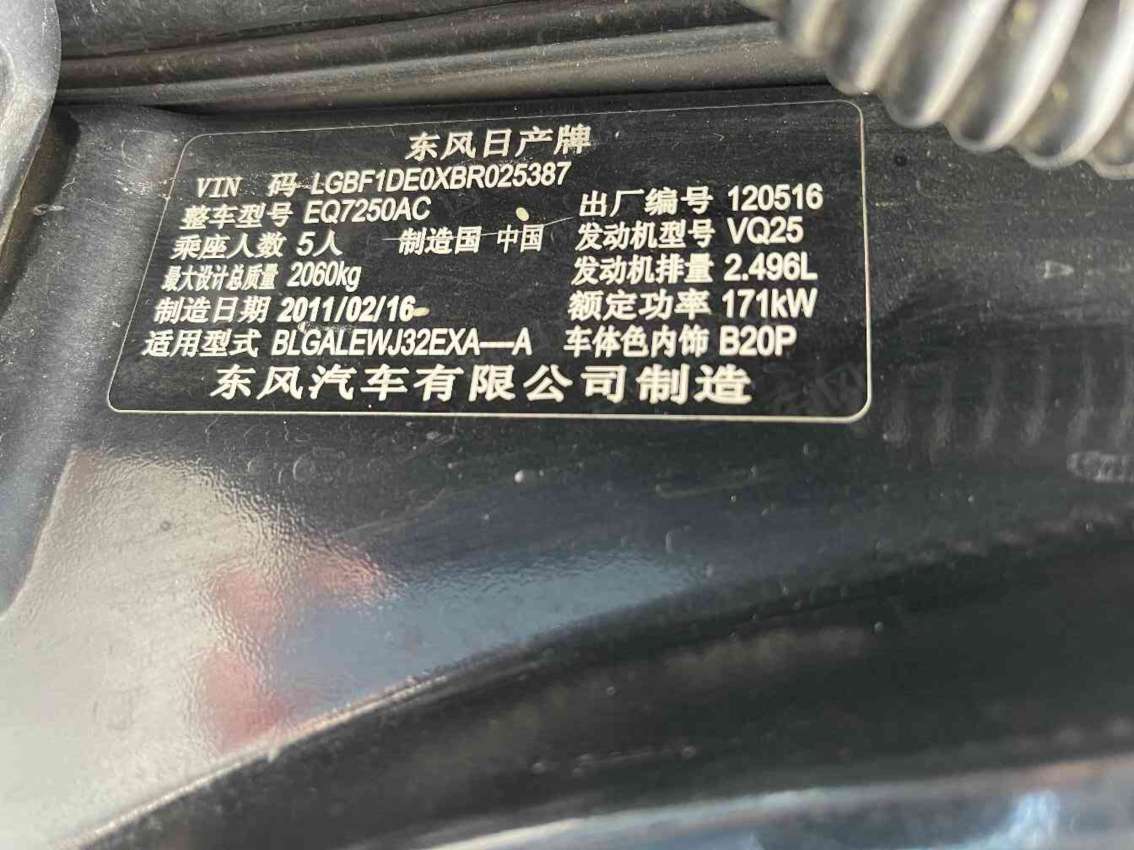 东风日产牌
VIN 码 LGBF1DE0XBR025387
整车型号 EQ7250AC 出厂编号 120516
乘座人数 5人 制造国 中国 发动机型号 VQ25
最大设计总质量 2060kg 发动机排量 2.496L
制造日期 2011/02/16 额定功率 171kW
适用型式 BLGALEWJ32EXA—A 车体色内饰 B20P
东风汽车有限公司制造